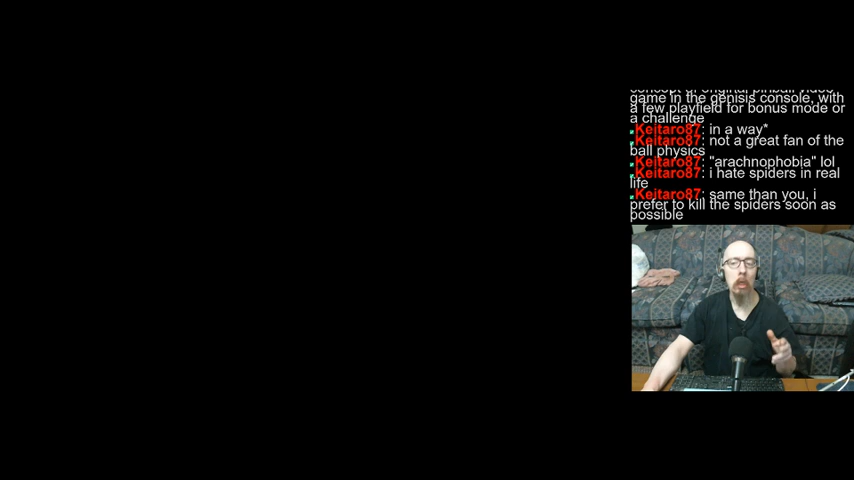 game in the genisis console, with
a few playfield for bonus mode or
a challenge
Keitaro87: in a way*
Keitaro87: not a great fan of the
ball physics
Keitaro87: "arachnophobia" lol
Keitaro87: i hate spiders in real
life
Keitaro87: same than you, i
prefer to kill the spiders soon as
possible